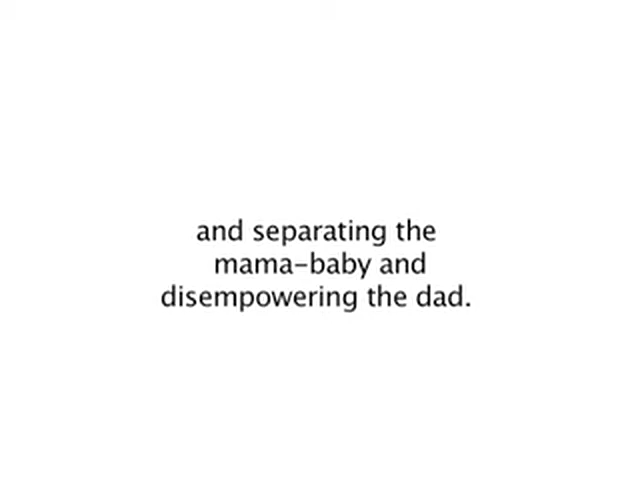 and separating the
mama-baby and
disempowering the dad.